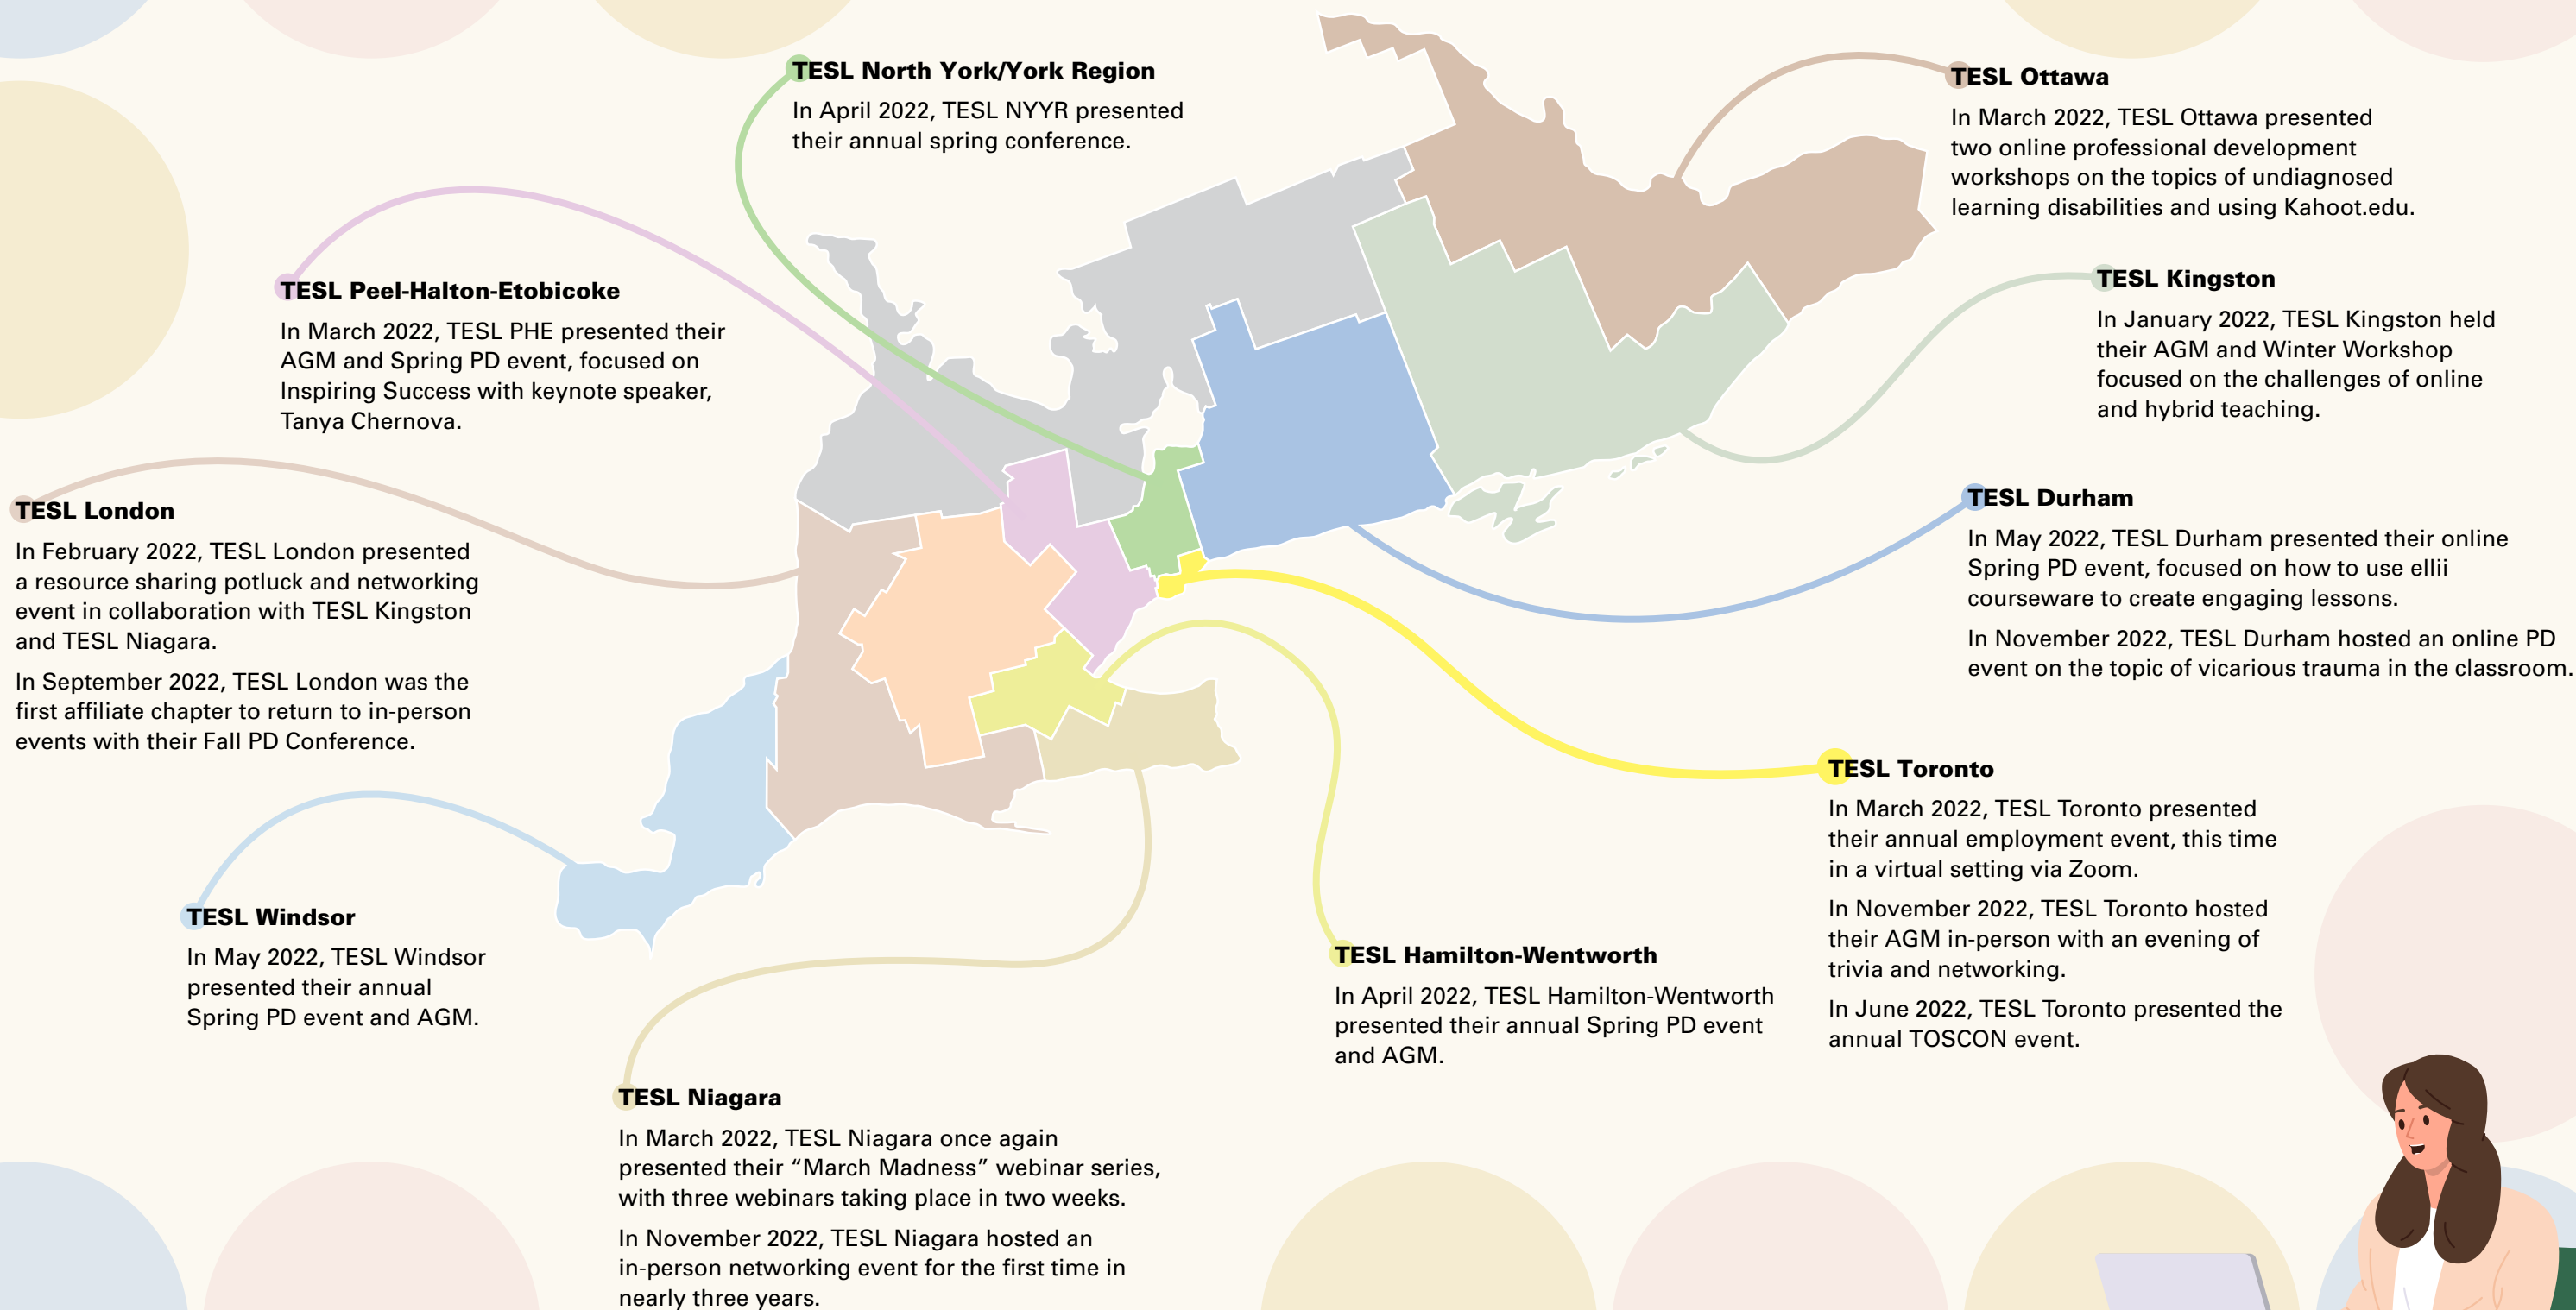 TESL North York/York Region
In April 2022, TESL NYYR presented
their annual spring conference.
TESL Ottawa
In March 2022, TESL Ottawa presented
two online professional development
workshops on the topics of undiagnosed
learning disabilities and using Kahoot.edu.
TESL Peel-Halton-Etobicoke
In March 2022, TESL PHE presented their
AGM and Spring PD event, focused on
Inspiring Success with keynote speaker,
Tanya Chernova.
TESL Kingston
In January 2022, TESL Kingston held
their AGM and Winter Workshop
focused on the challenges of online
and hybrid teaching.
TESL London
In February 2022, TESL London presented
a resource sharing potluck and networking
event in collaboration with TESL Kingston
and TESL Niagara.
In September 2022, TESL London was the
first affiliate chapter to return to in-person
events with their Fall PD Conference.
TESL Durham
In May 2022, TESL Durham presented their online
Spring PD event, focused on how to use ellii
courseware to create engaging lessons.
In November 2022, TESL Durham hosted an online PD
event on the topic of vicarious trauma in the classroom.
TESL Toronto
In March 2022, TESL Toronto presented
their annual employment event, this time
in a virtual setting via Zoom.
In November 2022, TESL Toronto hosted
their AGM in-person with an evening of
trivia and networking.
In June 2022, TESL Toronto presented the
annual TOSCON event.
TESL Windsor
In May 2022, TESL Windsor
presented their annual
Spring PD event and AGM.
TESL Hamilton-Wentworth
In April 2022, TESL Hamilton-Wentworth
presented their annual Spring PD event
and AGM.
TESL Niagara
In March 2022, TESL Niagara once again
presented their “March Madness” webinar series,
with three webinars taking place in two weeks.
In November 2022, TESL Niagara hosted an
in-person networking event for the first time in
nearly three years.